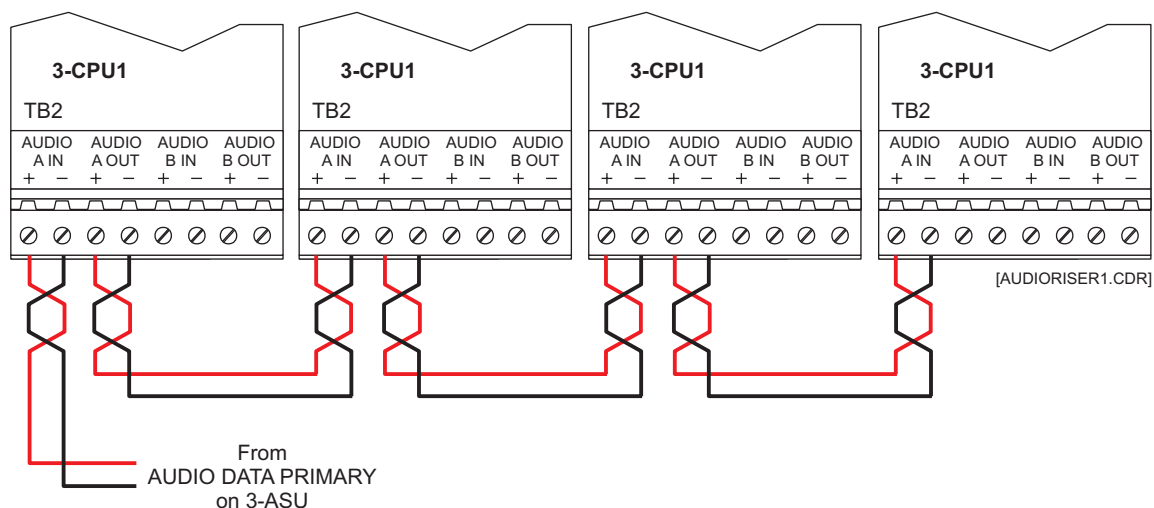 3-CPU1 3-CPU1 3-CPU1 3-CPU1
TB2 TB2 TB2 TB2
AUDIO AUDIO AUDIO AUDIO AUDIO AUDIO AUDIO AUDIO AUDIO AUDIO AUDIO AUDIO AUDIO AUDIO AUDIO AUDIO
A IN A OUT B IN B OUT A IN A OUT B IN B OUT A IN A OUT B IN B OUT A IN A OUT B IN B OUT
+ − + − + − + − + − + − + − + − + − + − + − + − + − + − + − + −
[AUDIORISER1.CDR]
From
AUDIO DATA PRIMARY
on 3-ASU